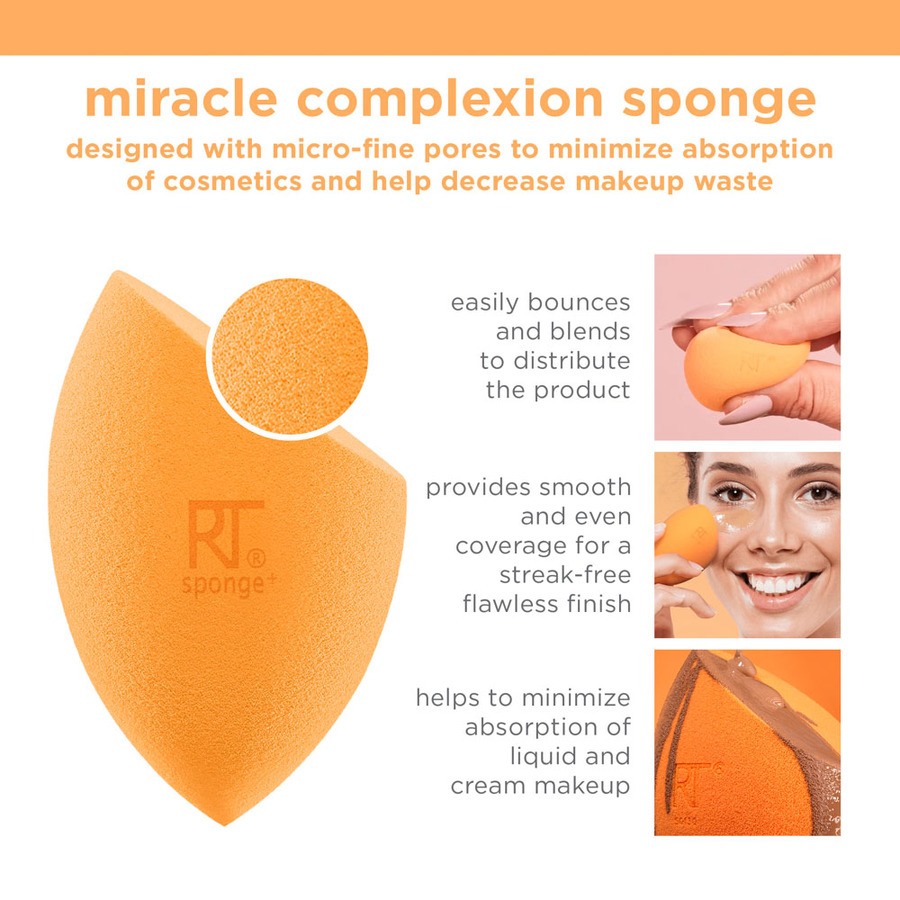 miracle complexion sponge
designed with micro-fine pores to minimize absorption
of cosmetics and help decrease makeup waste
RT®
sponge+
easily bounces
and blends
to distribute
the product
provides smooth
and even
coverage for a
streak-free
flawless finish
helps to minimize
absorption of
liquid and
cream makeup
RT